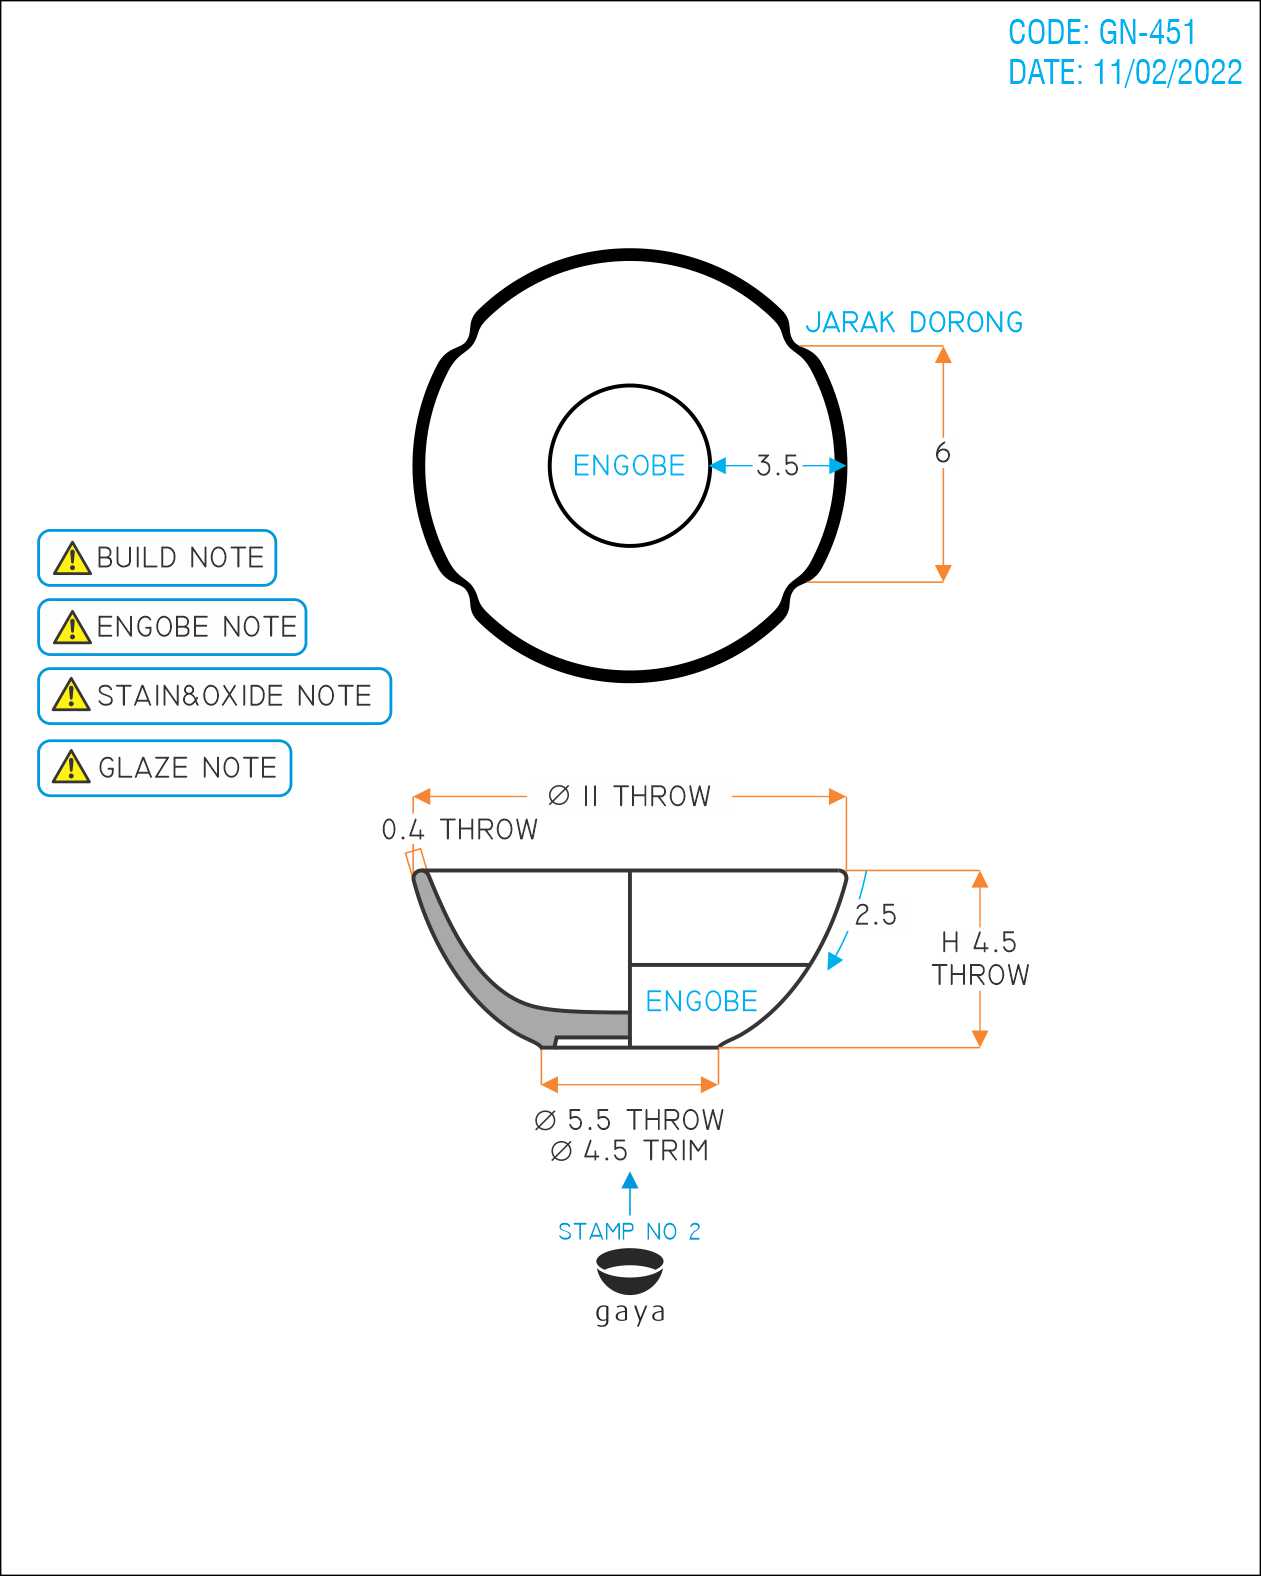 CODE: GN-451
DATE: 11/02/2022
JARAK DORONG
6
ENGOBE
3.5
BUILD NOTE
ENGOBE NOTE
STAIN&OXIDE NOTE
GLAZE NOTE
Ø 11 THROW
0.4 THROW
2.5
H 4.5
THROW
ENGOBE
Ø 5.5 THROW
Ø 4.5 TRIM
STAMP NO 2
gaya